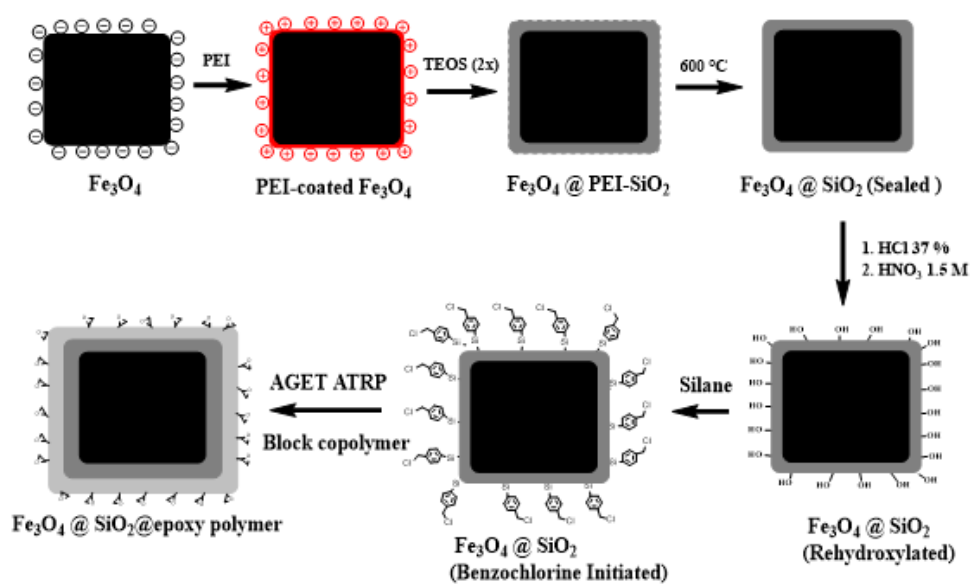 PEI
TEOS (2x)
600 °C
Fe₃O₄
PEI-coated Fe₃O₄
Fe₃O₄ @ PEI-SiO₂
Fe₃O₄ @ SiO₂ (Sealed )
1. HCl 37 %
2. HNO₃ 1.5 M
AGET ATRP
Block copolymer
Silane
Fe₃O₄ @ SiO₂@epoxy polymer
Fe₃O₄ @ SiO₂
(Benzochlorine Initiated)
Fe₃O₄ @ SiO₂
(Rehydroxylated)